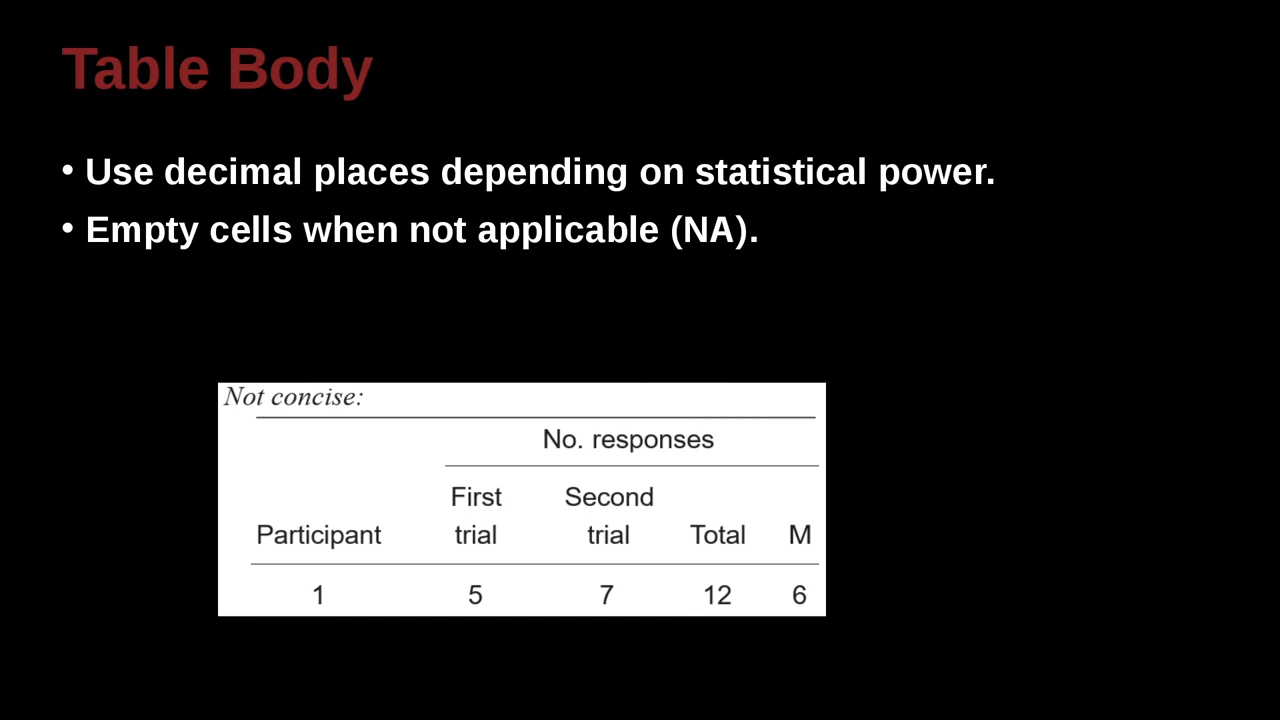 Table Body
• Use decimal places depending on statistical power.
• Empty cells when not applicable (NA).
Not concise:
No. responses
First Second
Participant trial trial Total M
1 5 7 12 6